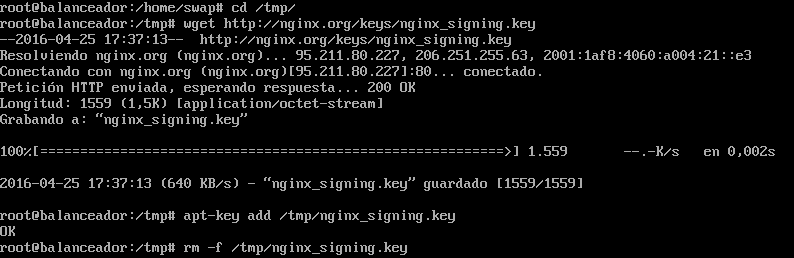 root@balanceador:/home/swap# cd /tmp/
root@balanceador:/tmp# wget http://nginx.org/keys/nginx_signing.key
--2016-04-25 17:37:13--  http://nginx.org/keys/nginx_signing.key
Resolviendo nginx.org (nginx.org)... 95.211.80.227, 206.251.255.63, 2001:1af8:4060:a004:21::e3
Conectando con nginx.org (nginx.org)[95.211.80.227]:80... conectado.
Petición HTTP enviada, esperando respuesta... 200 OK
Longitud: 1559 (1,5K) [application/octet-stream]
Grabando a: “nginx_signing.key”
100%[===========================================================>] 1.559       --.-K/s   en 0,002s
2016-04-25 17:37:13 (640 KB/s) - “nginx_signing.key” guardado [1559/1559]
root@balanceador:/tmp# apt-key add /tmp/nginx_signing.key
OK
root@balanceador:/tmp# rm -f /tmp/nginx_signing.key